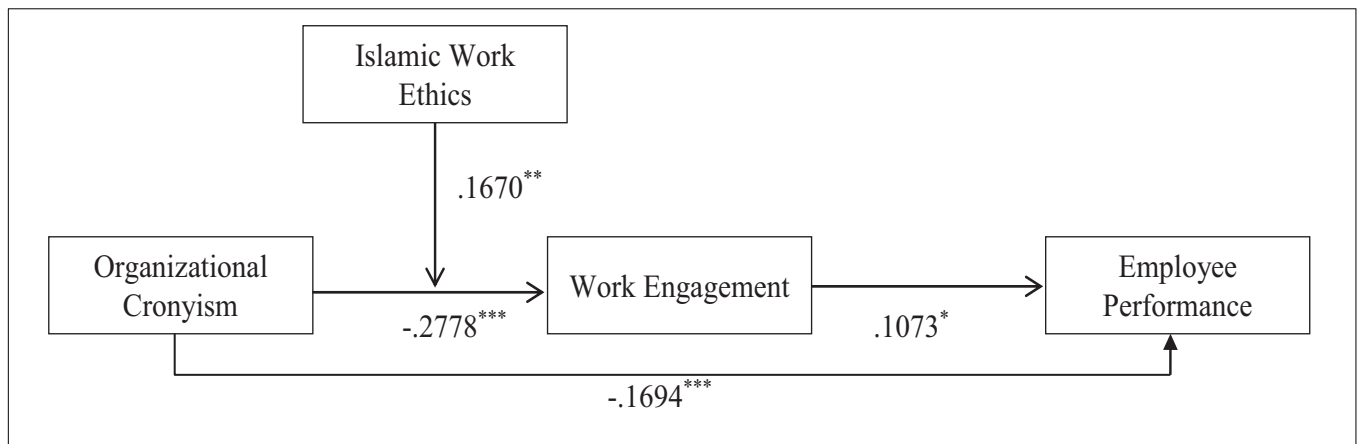 Islamic Work
Ethics
.1670**
Organizational
Cronyism
Work Engagement
Employee
Performance
-.2778***
.1073*
-.1694***